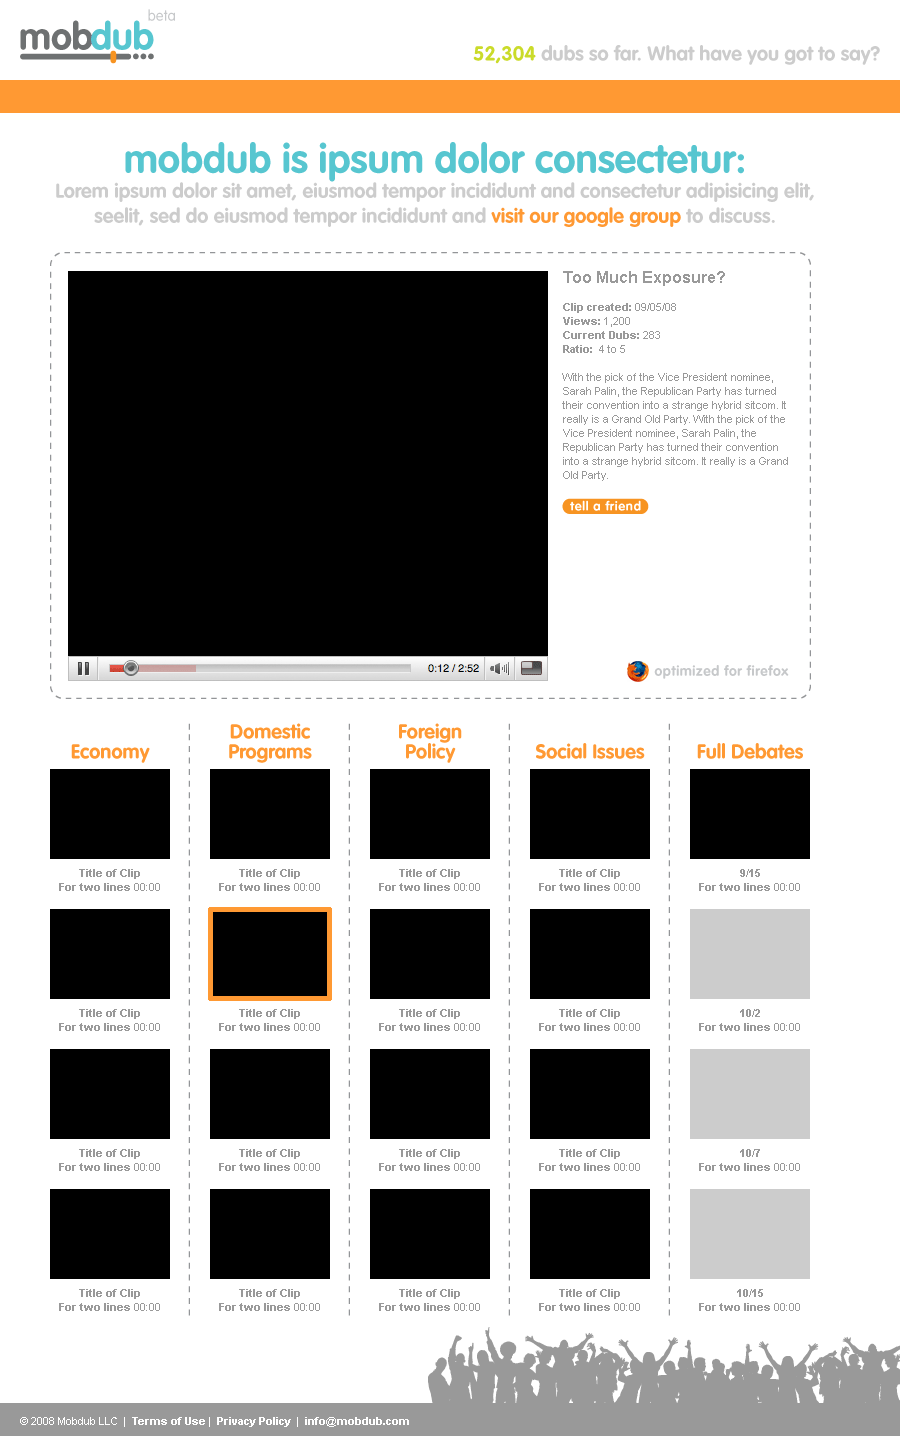 beta
mobdub
52,304 dubs so far. What have you got to say?
mobdub is ipsum dolor consectetur:
Lorem ipsum dolor sit amet, eiusmod tempor incididunt and consectetur adipisicing elit,
seelit, sed do eiusmod tempor incididunt and visit our google group to discuss.
Too Much Exposure?
Clip created: 09/05/08
Views: 1,200
Current Dubs: 283
Ratio: 4 to 5
With the pick of the Vice President nominee,
Sarah Palin, the Republican Party has turned
their convention into a strange hybrid sitcom. It
really is a Grand Old Party. With the pick of the
Vice President nominee, Sarah Palin, the
Republican Party has turned their convention
into a strange hybrid sitcom. It really is a Grand
Old Party.
tell a friend
0:12 / 2:52
optimized for firefox
Economy
Domestic
Programs
Foreign
Policy
Social Issues
Full Debates
Title of Clip
For two lines 00:00
Title of Clip
For two lines 00:00
Title of Clip
For two lines 00:00
Title of Clip
For two lines 00:00
9/15
For two lines 00:00
Title of Clip
For two lines 00:00
Title of Clip
For two lines 00:00
Title of Clip
For two lines 00:00
Title of Clip
For two lines 00:00
10/2
For two lines 00:00
Title of Clip
For two lines 00:00
Title of Clip
For two lines 00:00
Title of Clip
For two lines 00:00
Title of Clip
For two lines 00:00
10/7
For two lines 00:00
Title of Clip
For two lines 00:00
Title of Clip
For two lines 00:00
Title of Clip
For two lines 00:00
Title of Clip
For two lines 00:00
10/15
For two lines 00:00
© 2008 Mobdub LLC | Terms of Use | Privacy Policy | info@mobdub.com